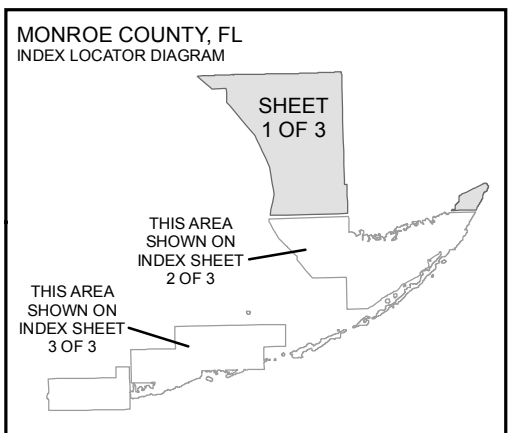 MONROE COUNTY, FL
INDEX LOCATOR DIAGRAM
SHEET
1 OF 3
THIS AREA
SHOWN ON
INDEX SHEET
2 OF 3
THIS AREA
SHOWN ON
INDEX SHEET
3 OF 3